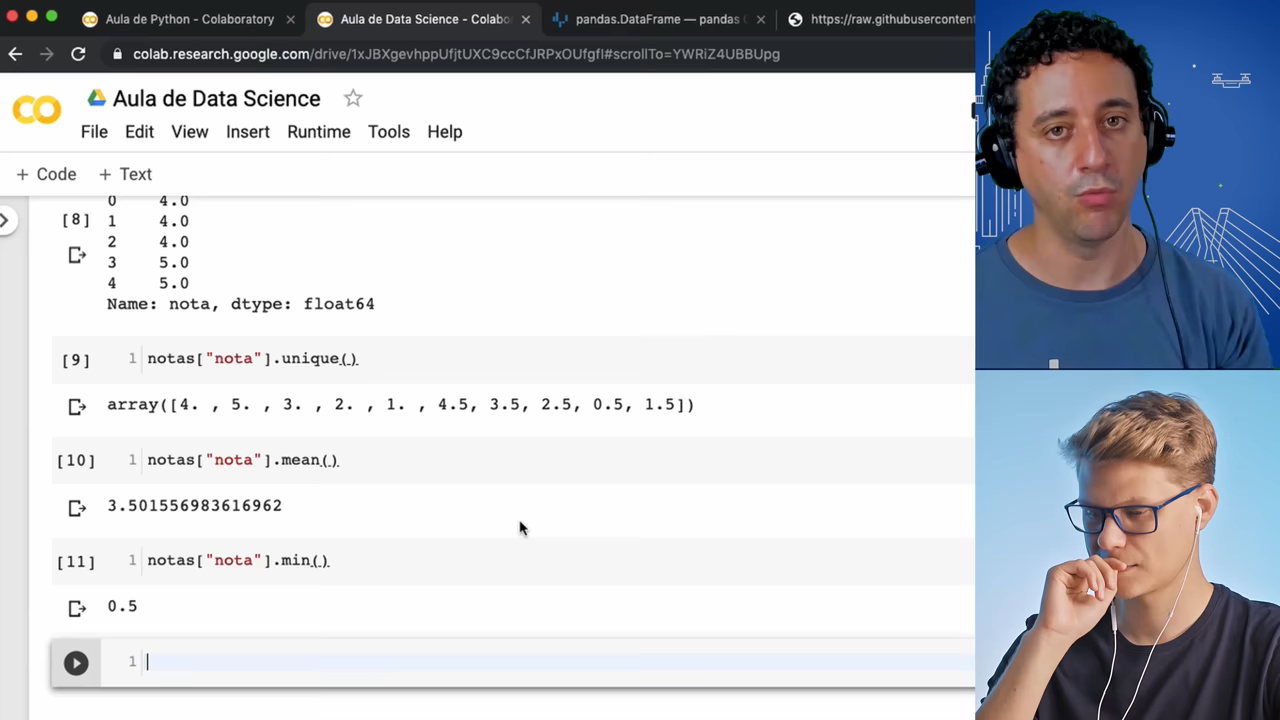 Aula de Python - Colaboratory
Aula de Data Science - Colabo
pandas.DataFrame — pandas
https://raw.githubusercontent
colab.research.google.com/drive/1xJBXgevhppUfjtUXC9ccCfJRPxOUfgfI#scrollTo=YWRiZ4UBBUpg
CO
Aula de Data Science
File Edit View Insert Runtime Tools Help
+ Code + Text
0 4.0
[8]
1 4.0
2 4.0
3 5.0
4 5.0
Name: nota, dtype: float64
[9] 1 notas["nota"].unique()
array([4. , 5. , 3. , 2. , 1. , 4.5, 3.5, 2.5, 0.5, 1.5])
[10] 1 notas["nota"].mean()
3.501556983616962
[11] 1 notas["nota"].min()
0.5
1